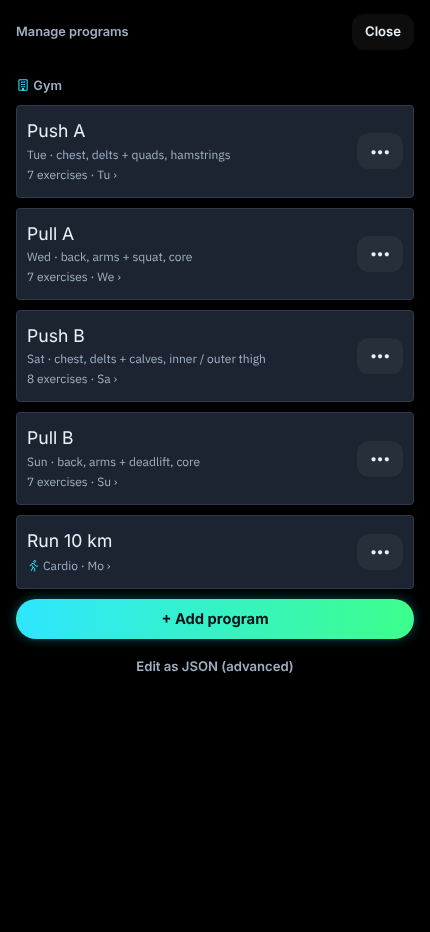 Manage programs
Close
Gym
Push A
Tue · chest, delts + quads, hamstrings
7 exercises · Tu ›
Pull A
Wed · back, arms + squat, core
7 exercises · We ›
Push B
Sat · chest, delts + calves, inner / outer thigh
8 exercises · Sa ›
Pull B
Sun · back, arms + deadlift, core
7 exercises · Su ›
Run 10 km
Cardio · Mo ›
+ Add program
Edit as JSON (advanced)